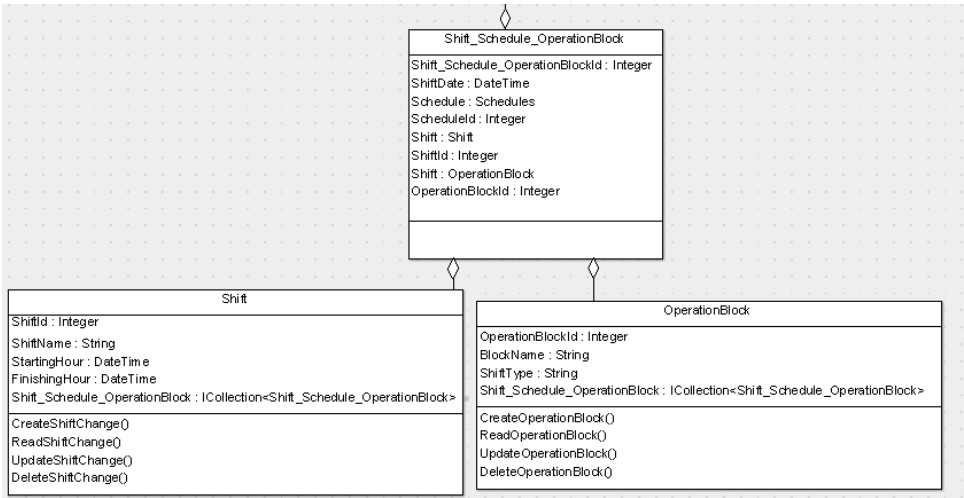 Shift_Schedule_OperationBlock
Shift_Schedule_OperationBlockId : Integer
ShiftDate : DateTime
Schedule : Schedules
ScheduleId : Integer
Shift : Shift
ShiftId : Integer
Shift : OperationBlock
OperationBlockId : Integer
Shift
ShiftId : Integer
ShiftName : String
StartingHour : DateTime
FinishingHour : DateTime
Shift_Schedule_OperationBlock : ICollection<Shift_Schedule_OperationBlock>
CreateShiftChange()
ReadShiftChange()
UpdateShiftChange()
DeleteShiftChange()
OperationBlock
OperationBlockId : Integer
BlockName : String
ShiftType : String
Shift_Schedule_OperationBlock : ICollection<Shift_Schedule_OperationBlock>
CreateOperationBlock()
ReadOperationBlock()
UpdateOperationBlock()
DeleteOperationBlock()